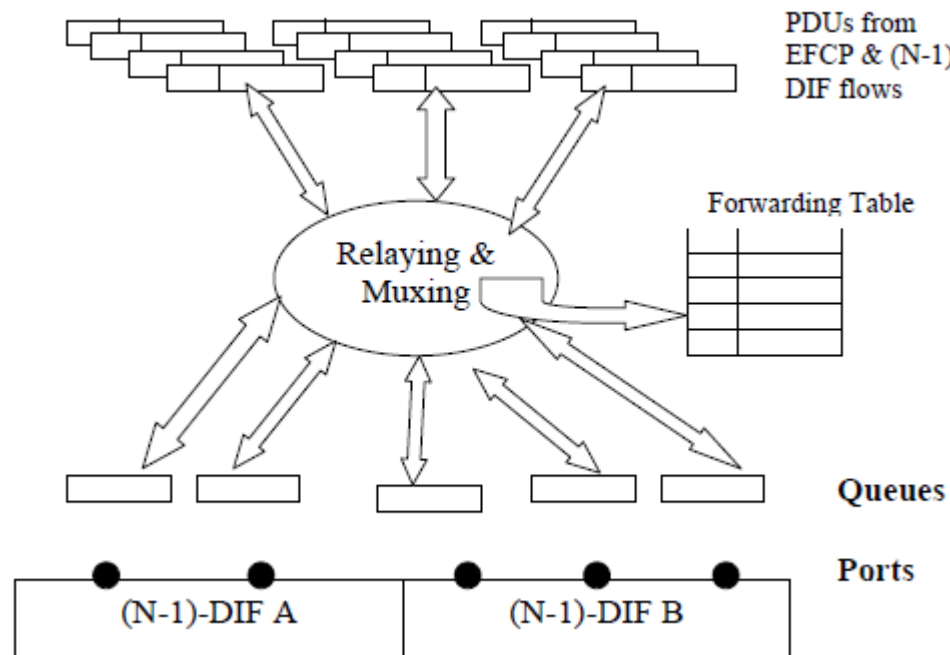 PDUs from
EFCP & (N-1)
DIF flows
Forwarding Table
Relaying &
Muxing
Queues
Ports
(N-1)-DIF A
(N-1)-DIF B